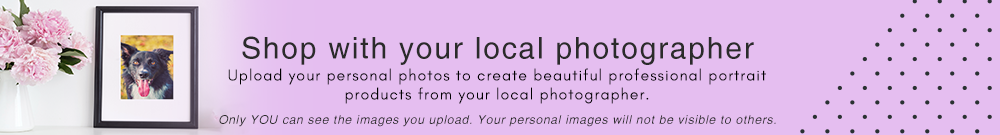 Shop with your local photographer
Upload your personal photos to create beautiful professional portrait
products from your local photographer.
Only YOU can see the images you upload. Your personal images will not be visible to others.